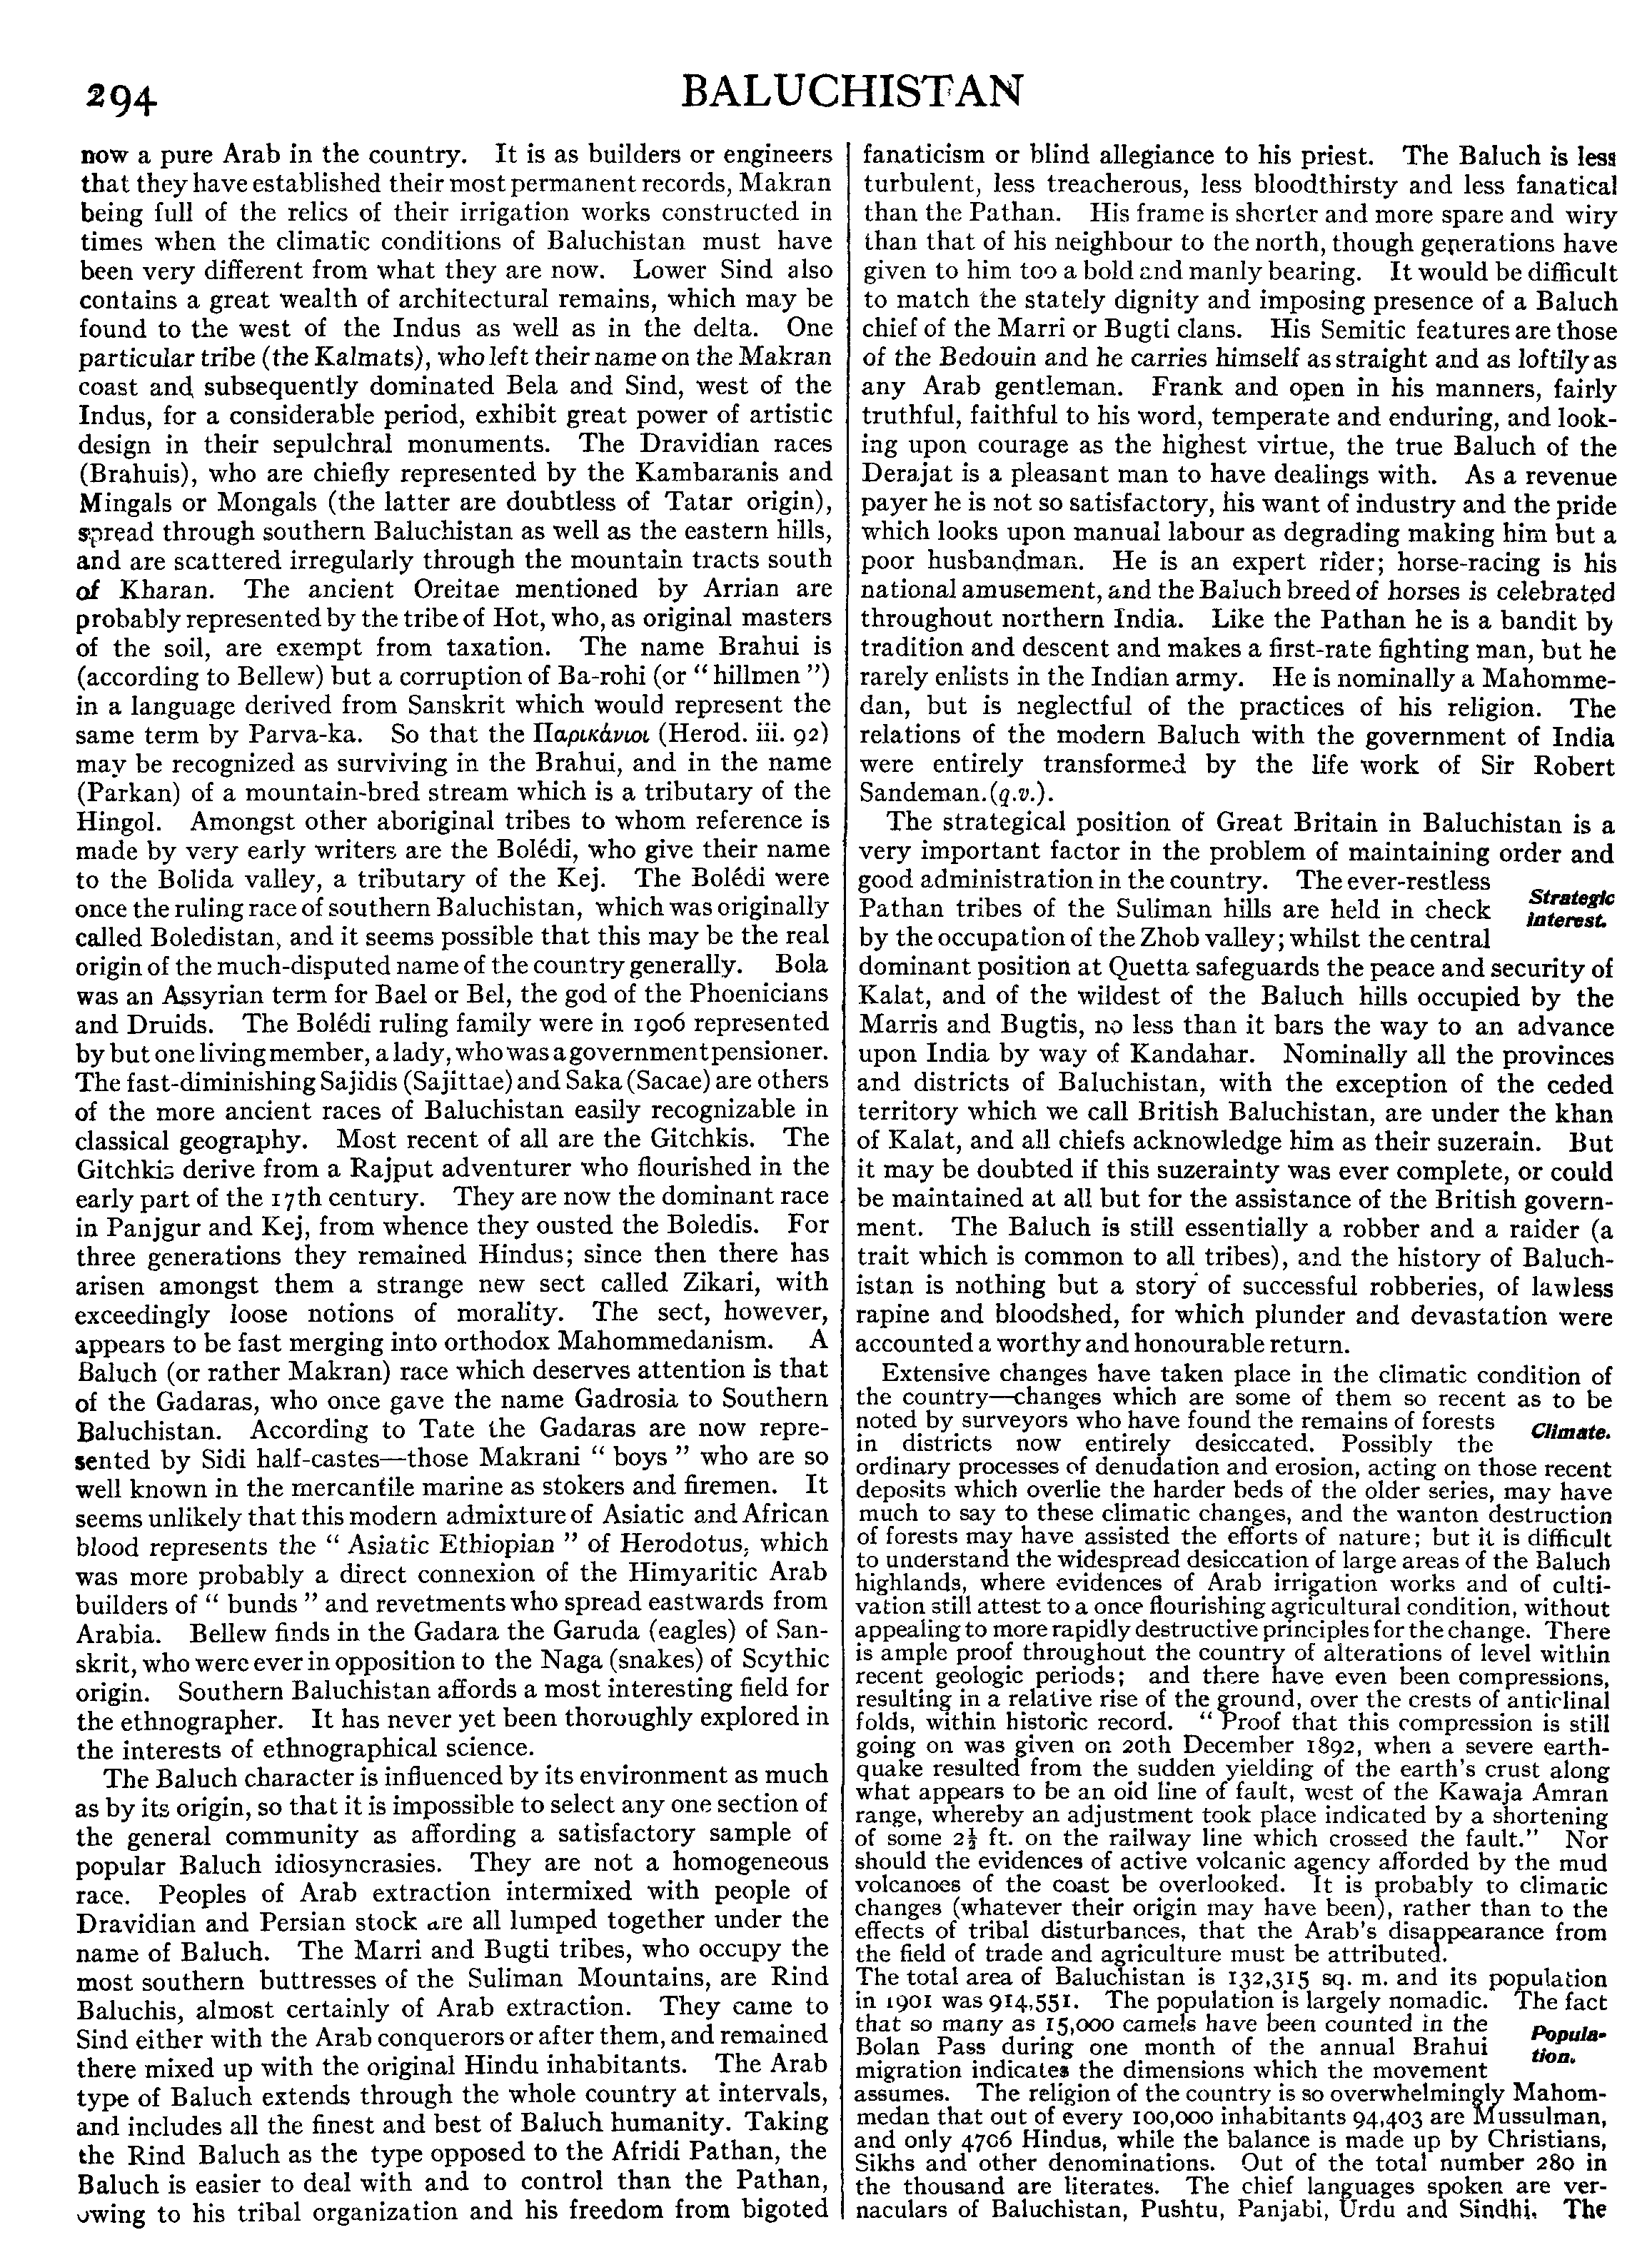 294
BALUCHISTAN
now a pure Arab in the country. It is as builders or engineers
that they have established their most permanent records, Makran
being full of the relics of their irrigation works constructed in
times when the climatic conditions of Baluchistan must have
been very different from what they are now. Lower Sind also
contains a great wealth of architectural remains, which may be
found to the west of the Indus as well as in the delta. One
particular tribe (the Kalmats), who left their name on the Makran
coast and subsequently dominated Bela and Sind, west of the
Indus, for a considerable period, exhibit great power of artistic
design in their sepulchral monuments. The Dravidian races
(Brahuis), who are chiefly represented by the Kambaranis and
Mingals or Mongals (the latter are doubtless of Tatar origin),
spread through southern Baluchistan as well as the eastern hills,
and are scattered irregularly through the mountain tracts south
of Kharan. The ancient Oreitae mentioned by Arrian are
probably represented by the tribe of Hot, who, as original masters
of the soil, are exempt from taxation. The name Brahui is
(according to Bellew) but a corruption of Ba-rohi (or “ hillmen ”)
in a language derived from Sanskrit which would represent the
same term by Parva-ka. So that the Παρικάνιοι (Herod. iii. 92)
may be recognized as surviving in the Brahui, and in the name
(Parkan) of a mountain-bred stream which is a tributary of the
Hingol. Amongst other aboriginal tribes to whom reference is
made by very early writers are the Bolédi, who give their name
to the Bolida valley, a tributary of the Kej. The Bolédi were
once the ruling race of southern Baluchistan, which was originally
called Boledistan, and it seems possible that this may be the real
origin of the much-disputed name of the country generally. Bola
was an Assyrian term for Bael or Bel, the god of the Phoenicians
and Druids. The Bolédi ruling family were in 1906 represented
by but one living member, a lady, who was a government pensioner.
The fast-diminishing Sajidis (Sajittae) and Saka (Sacae) are others
of the more ancient races of Baluchistan easily recognizable in
classical geography. Most recent of all are the Gitchkis. The
Gitchkis derive from a Rajput adventurer who flourished in the
early part of the 17th century. They are now the dominant race
in Panjgur and Kej, from whence they ousted the Boledis. For
three generations they remained Hindus; since then there has
arisen amongst them a strange new sect called Zikari, with
exceedingly loose notions of morality. The sect, however,
appears to be fast merging into orthodox Mahommedanism. A
Baluch (or rather Makran) race which deserves attention is that
of the Gadaras, who once gave the name Gadrosia to Southern
Baluchistan. According to Tate the Gadaras are now repre-
sented by Sidi half-castes—those Makrani “ boys ” who are so
well known in the mercantile marine as stokers and firemen. It
seems unlikely that this modern admixture of Asiatic and African
blood represents the “ Asiatic Ethiopian ” of Herodotus, which
was more probably a direct connexion of the Himyaritic Arab
builders of “ bunds ” and revetments who spread eastwards from
Arabia. Bellew finds in the Gadara the Garuda (eagles) of San-
skrit, who were ever in opposition to the Naga (snakes) of Scythic
origin. Southern Baluchistan affords a most interesting field for
the ethnographer. It has never yet been thoroughly explored in
the interests of ethnographical science.
The Baluch character is influenced by its environment as much
as by its origin, so that it is impossible to select any one section of
the general community as affording a satisfactory sample of
popular Baluch idiosyncrasies. They are not a homogeneous
race. Peoples of Arab extraction intermixed with people of
Dravidian and Persian stock are all lumped together under the
name of Baluch. The Marri and Bugti tribes, who occupy the
most southern buttresses of the Suliman Mountains, are Rind
Baluchis, almost certainly of Arab extraction. They came to
Sind either with the Arab conquerors or after them, and remained
there mixed up with the original Hindu inhabitants. The Arab
type of Baluch extends through the whole country at intervals,
and includes all the finest and best of Baluch humanity. Taking
the Rind Baluch as the type opposed to the Afridi Pathan, the
Baluch is easier to deal with and to control than the Pathan,
owing to his tribal organization and his freedom from bigoted
fanaticism or blind allegiance to his priest. The Baluch is less
turbulent, less treacherous, less bloodthirsty and less fanatical
than the Pathan. His frame is shorter and more spare and wiry
than that of his neighbour to the north, though generations have
given to him too a bold and manly bearing. It would be difficult
to match the stately dignity and imposing presence of a Baluch
chief of the Marri or Bugti clans. His Semitic features are those
of the Bedouin and he carries himself as straight and as loftily as
any Arab gentleman. Frank and open in his manners, fairly
truthful, faithful to his word, temperate and enduring, and look-
ing upon courage as the highest virtue, the true Baluch of the
Derajat is a pleasant man to have dealings with. As a revenue
payer he is not so satisfactory, his want of industry and the pride
which looks upon manual labour as degrading making him but a
poor husbandman. He is an expert rider; horse-racing is his
national amusement, and the Baluch breed of horses is celebrated
throughout northern India. Like the Pathan he is a bandit by
tradition and descent and makes a first-rate fighting man, but he
rarely enlists in the Indian army. He is nominally a Mahomme-
dan, but is neglectful of the practices of his religion. The
relations of the modern Baluch with the government of India
were entirely transformed by the life work of Sir Robert
Sandeman.(q.v.).
The strategical position of Great Britain in Baluchistan is a
very important factor in the problem of maintaining order and
good administration in the country. The ever-restless
Strategic
interest.
Pathan tribes of the Suliman hills are held in check
by the occupation of the Zhob valley; whilst the central
dominant position at Quetta safeguards the peace and security of
Kalat, and of the wildest of the Baluch hills occupied by the
Marris and Bugtis, no less than it bars the way to an advance
upon India by way of Kandahar. Nominally all the provinces
and districts of Baluchistan, with the exception of the ceded
territory which we call British Baluchistan, are under the khan
of Kalat, and all chiefs acknowledge him as their suzerain. But
it may be doubted if this suzerainty was ever complete, or could
be maintained at all but for the assistance of the British govern-
ment. The Baluch is still essentially a robber and a raider (a
trait which is common to all tribes), and the history of Baluch-
istan is nothing but a story of successful robberies, of lawless
rapine and bloodshed, for which plunder and devastation were
accounted a worthy and honourable return.
Extensive changes have taken place in the climatic condition of
the country—changes which are some of them so recent as to be
noted by surveyors who have found the remains of forests
Climate.
in districts now entirely desiccated. Possibly the
ordinary processes of denudation and erosion, acting on those recent
deposits which overlie the harder beds of the older series, may have
much to say to these climatic changes, and the wanton destruction
of forests may have assisted the efforts of nature; but it is difficult
to understand the widespread desiccation of large areas of the Baluch
highlands, where evidences of Arab irrigation works and of culti-
vation still attest to a once flourishing agricultural condition, without
appealing to more rapidly destructive principles for the change. There
is ample proof throughout the country of alterations of level within
recent geologic periods; and there have even been compressions,
resulting in a relative rise of the ground, over the crests of anticlinal
folds, within historic record. “ Proof that this compression is still
going on was given on 20th December 1892, when a severe earth-
quake resulted from the sudden yielding of the earth's crust along
what appears to be an old line of fault, west of the Kawaja Amran
range, whereby an adjustment took place indicated by a shortening
of some 2½ ft. on the railway line which crossed the fault.” Nor
should the evidences of active volcanic agency afforded by the mud
volcanoes of the coast be overlooked. It is probably to climatic
changes (whatever their origin may have been), rather than to the
effects of tribal disturbances, that the Arab's disappearance from
the field of trade and agriculture must be attributed.
The total area of Baluchistan is 132,315 sq. m. and its population
in 1901 was 914,551. The population is largely nomadic. The fact
that so many as 15,000 camels have been counted in the
Popula-
tion.
Bolan Pass during one month of the annual Brahui
migration indicates the dimensions which the movement
assumes. The religion of the country is so overwhelmingly Mahom-
medan that out of every 100,000 inhabitants 94,403 are Mussulman,
and only 4706 Hindus, while the balance is made up by Christians,
Sikhs and other denominations. Out of the total number 280 in
the thousand are literates. The chief languages spoken are ver-
naculars of Baluchistan, Pushtu, Panjabi, Urdu and Sindhi. The